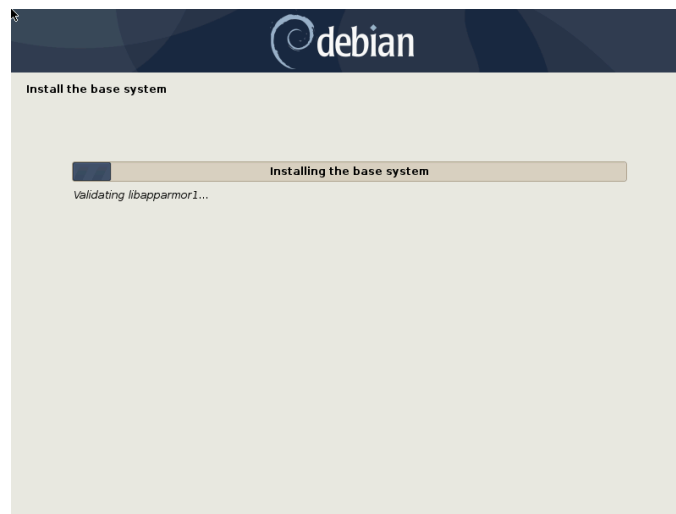 debian
Install the base system
Installing the base system
Validating libapparmor1...